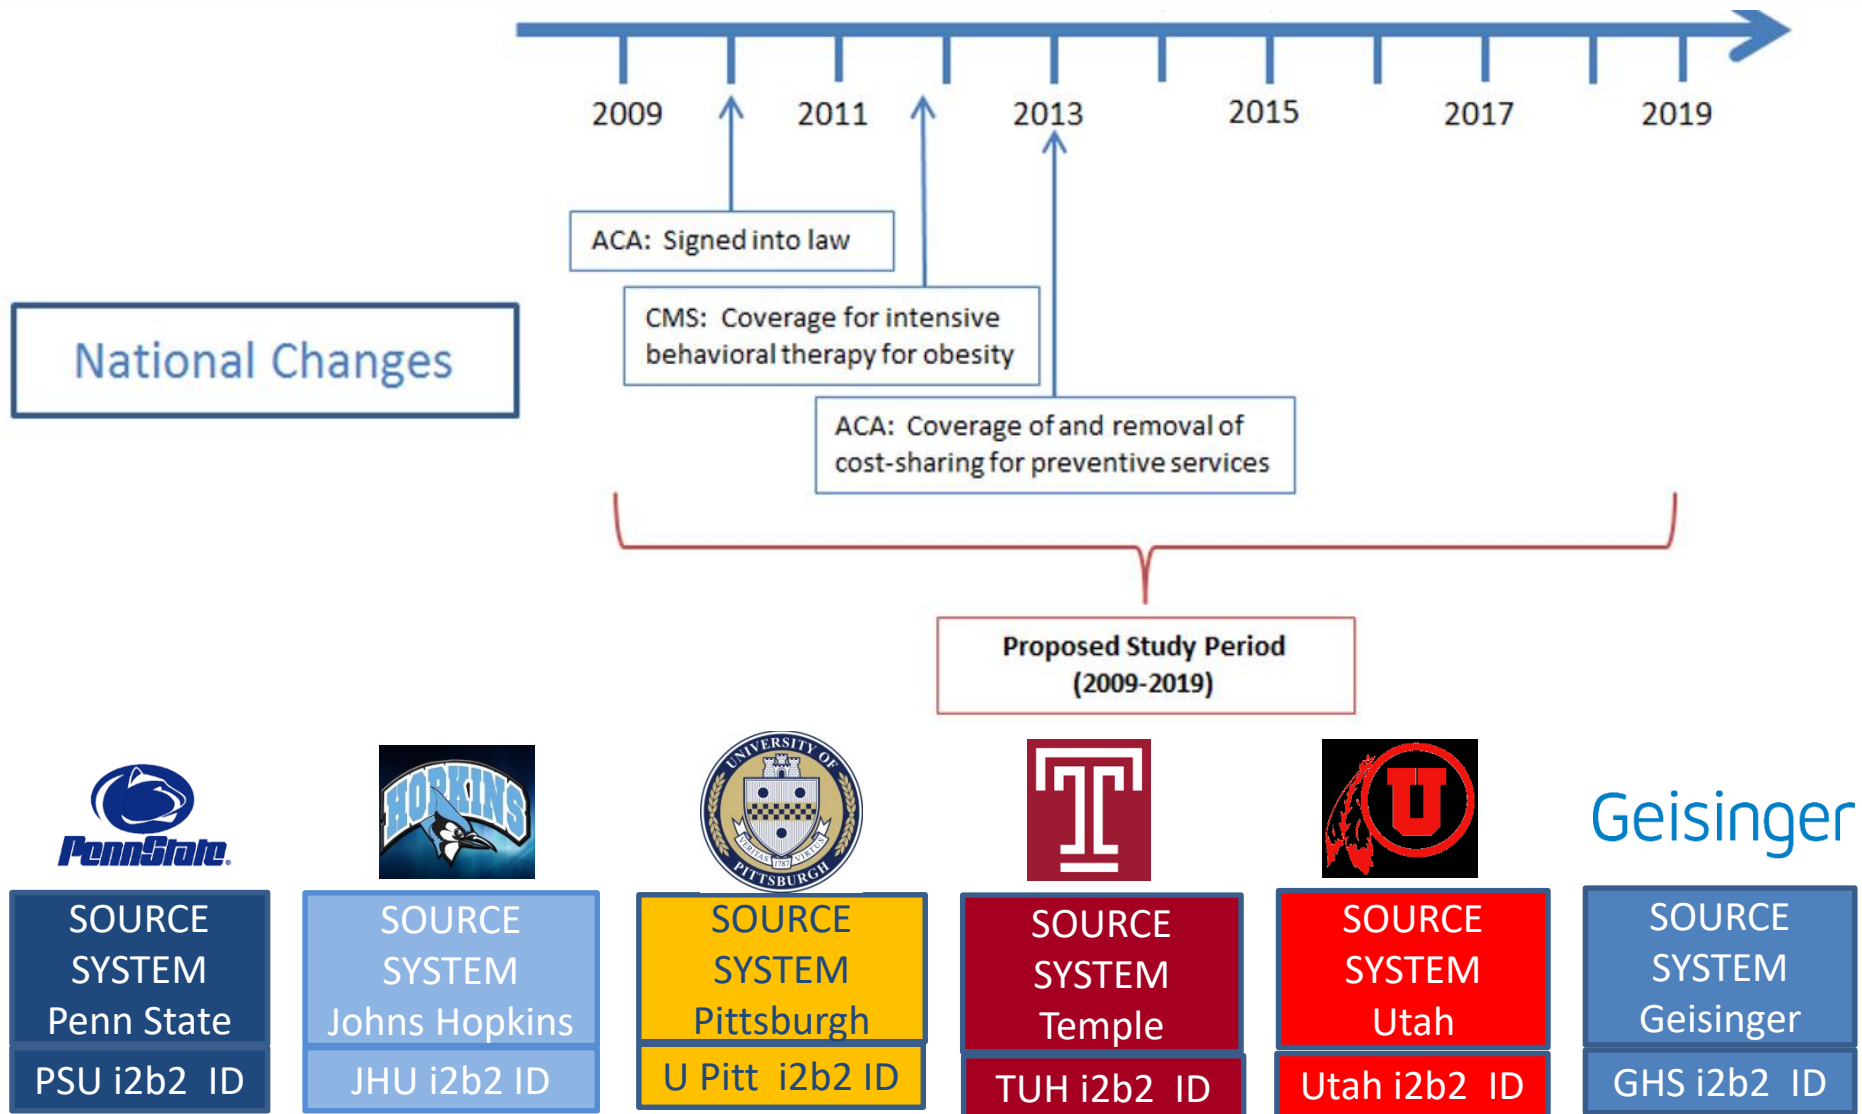 2009
2011
2013
2015
2017
2019
ACA: Signed into law
CMS: Coverage for intensive
behavioral therapy for obesity
National Changes
ACA: Coverage of and removal of
cost-sharing for preventive services
Proposed Study Period
(2009-2019)
PennState.
HOPKINS
UNIVERSITY OF
PITTSBURGH
VERITAS 1787 VIRTUS
T
U
Geisinger
SOURCE
SYSTEM
Penn State
PSU i2b2 ID
SOURCE
SYSTEM
Johns Hopkins
JHU i2b2 ID
SOURCE
SYSTEM
Pittsburgh
U Pitt i2b2 ID
SOURCE
SYSTEM
Temple
TUH i2b2 ID
SOURCE
SYSTEM
Utah
Utah i2b2 ID
SOURCE
SYSTEM
Geisinger
GHS i2b2 ID